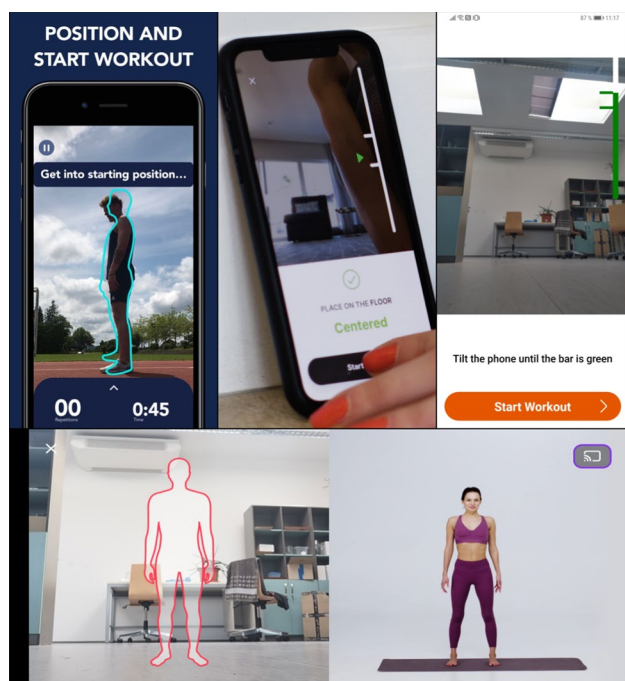 POSITION AND
START WORKOUT
Get into starting position...
00
0:45
Repetitions
Time
PLACE ON THE FLOOR
Centered
Start
87 % 11:17
Tilt the phone until the bar is green
Start Workout